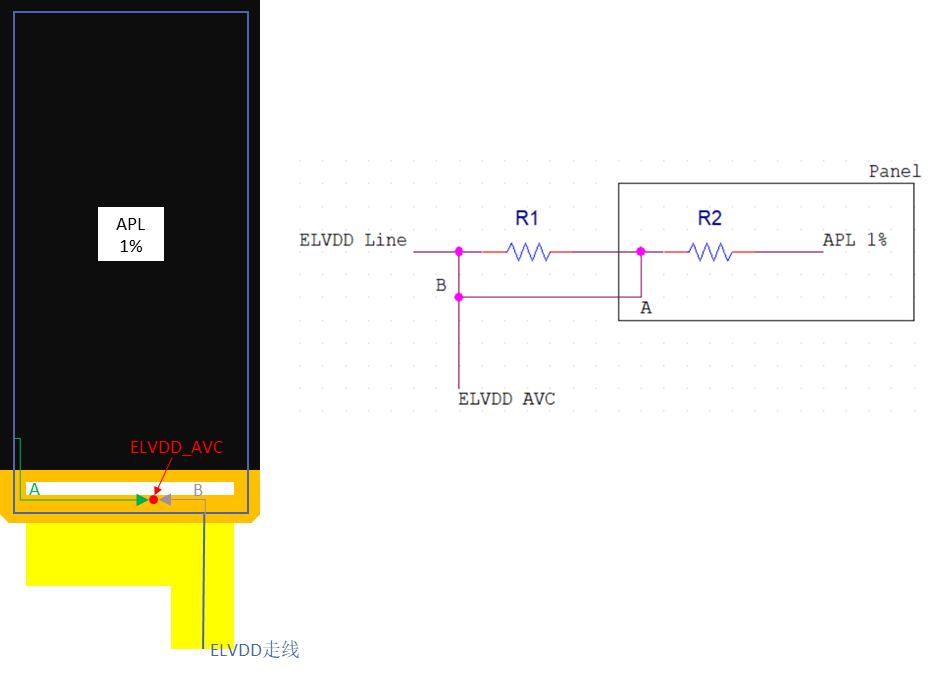 APL
1%
ELVDD_AVC
A
B
ELVDD走线
Panel
R1
R2
ELVDD Line
APL 1%
B
A
ELVDD AVC